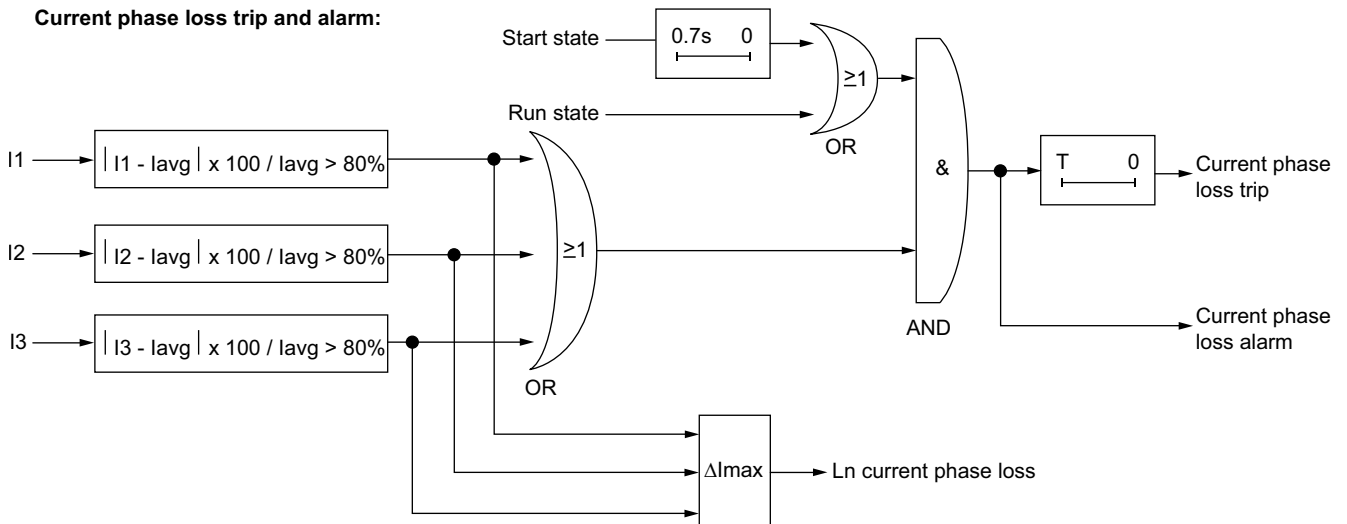 Current phase loss trip and alarm:
Start state
0.7s 0
≥1
OR
Run state
I1
| I1 - Iavg | x 100 / Iavg > 80%
I2
| I2 - Iavg | x 100 / Iavg > 80%
I3
| I3 - Iavg | x 100 / Iavg > 80%
≥1
OR
&
AND
T 0
Current phase
loss trip
Current phase
loss alarm
ΔImax
Ln current phase loss